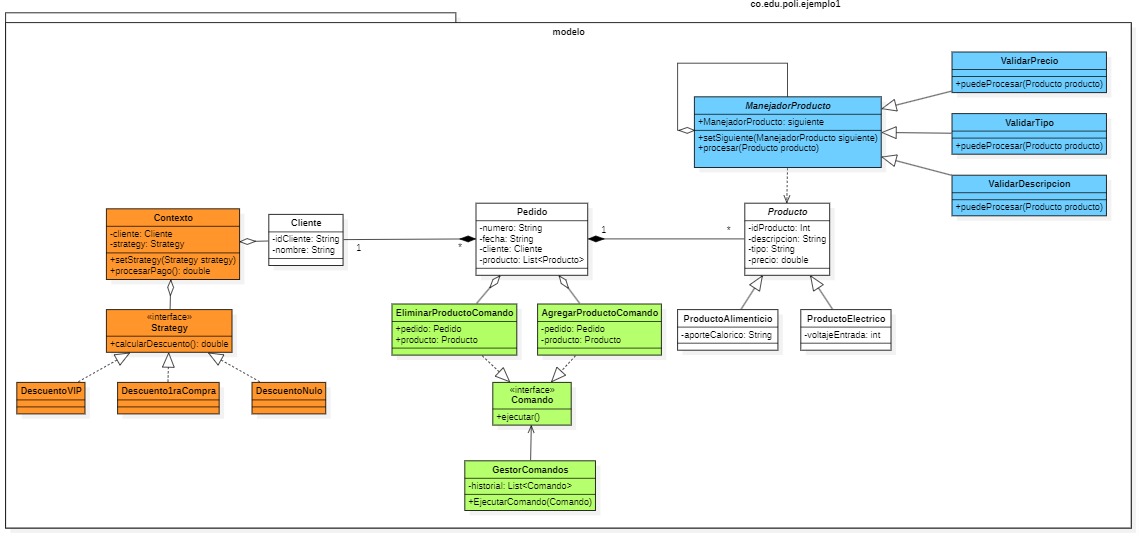 co.edu.poli.ejemplo1
modelo
ValidarPrecio
+puedeProcesar(Producto producto)
ManejadorProducto
+ManejadorProducto: siguiente
+setSiguiente(ManejadorProducto siguiente)
+procesar(Producto producto)
ValidarTipo
+puedeProcesar(Producto producto)
ValidarDescripcion
+puedeProcesar(Producto producto)
Contexto
-cliente: Cliente
-strategy: Strategy
+setStrategy(Strategy strategy)
+procesarPago(): double
Cliente
-idCliente: String
-nombre: String
1
*
Pedido
-numero: String
-fecha: String
-cliente: Cliente
-producto: List<Producto>
1
*
Producto
-idProducto: Int
-descripcion: String
-tipo: String
-precio: double
«interface»
Strategy
+calcularDescuento(): double
EliminarProductoComando
+pedido: Pedido
+producto: Producto
AgregarProductoComando
-pedido: Pedido
-producto: Producto
ProductoAlimenticio
-aporteCalorico: String
ProductoElectrico
-voltajeEntrada: int
DescuentoVIP
Descuento1raCompra
DescuentoNulo
«interface»
Comando
+ejecutar()
GestorComandos
-historial: List<Comando>
+EjecutarComando(Comando)